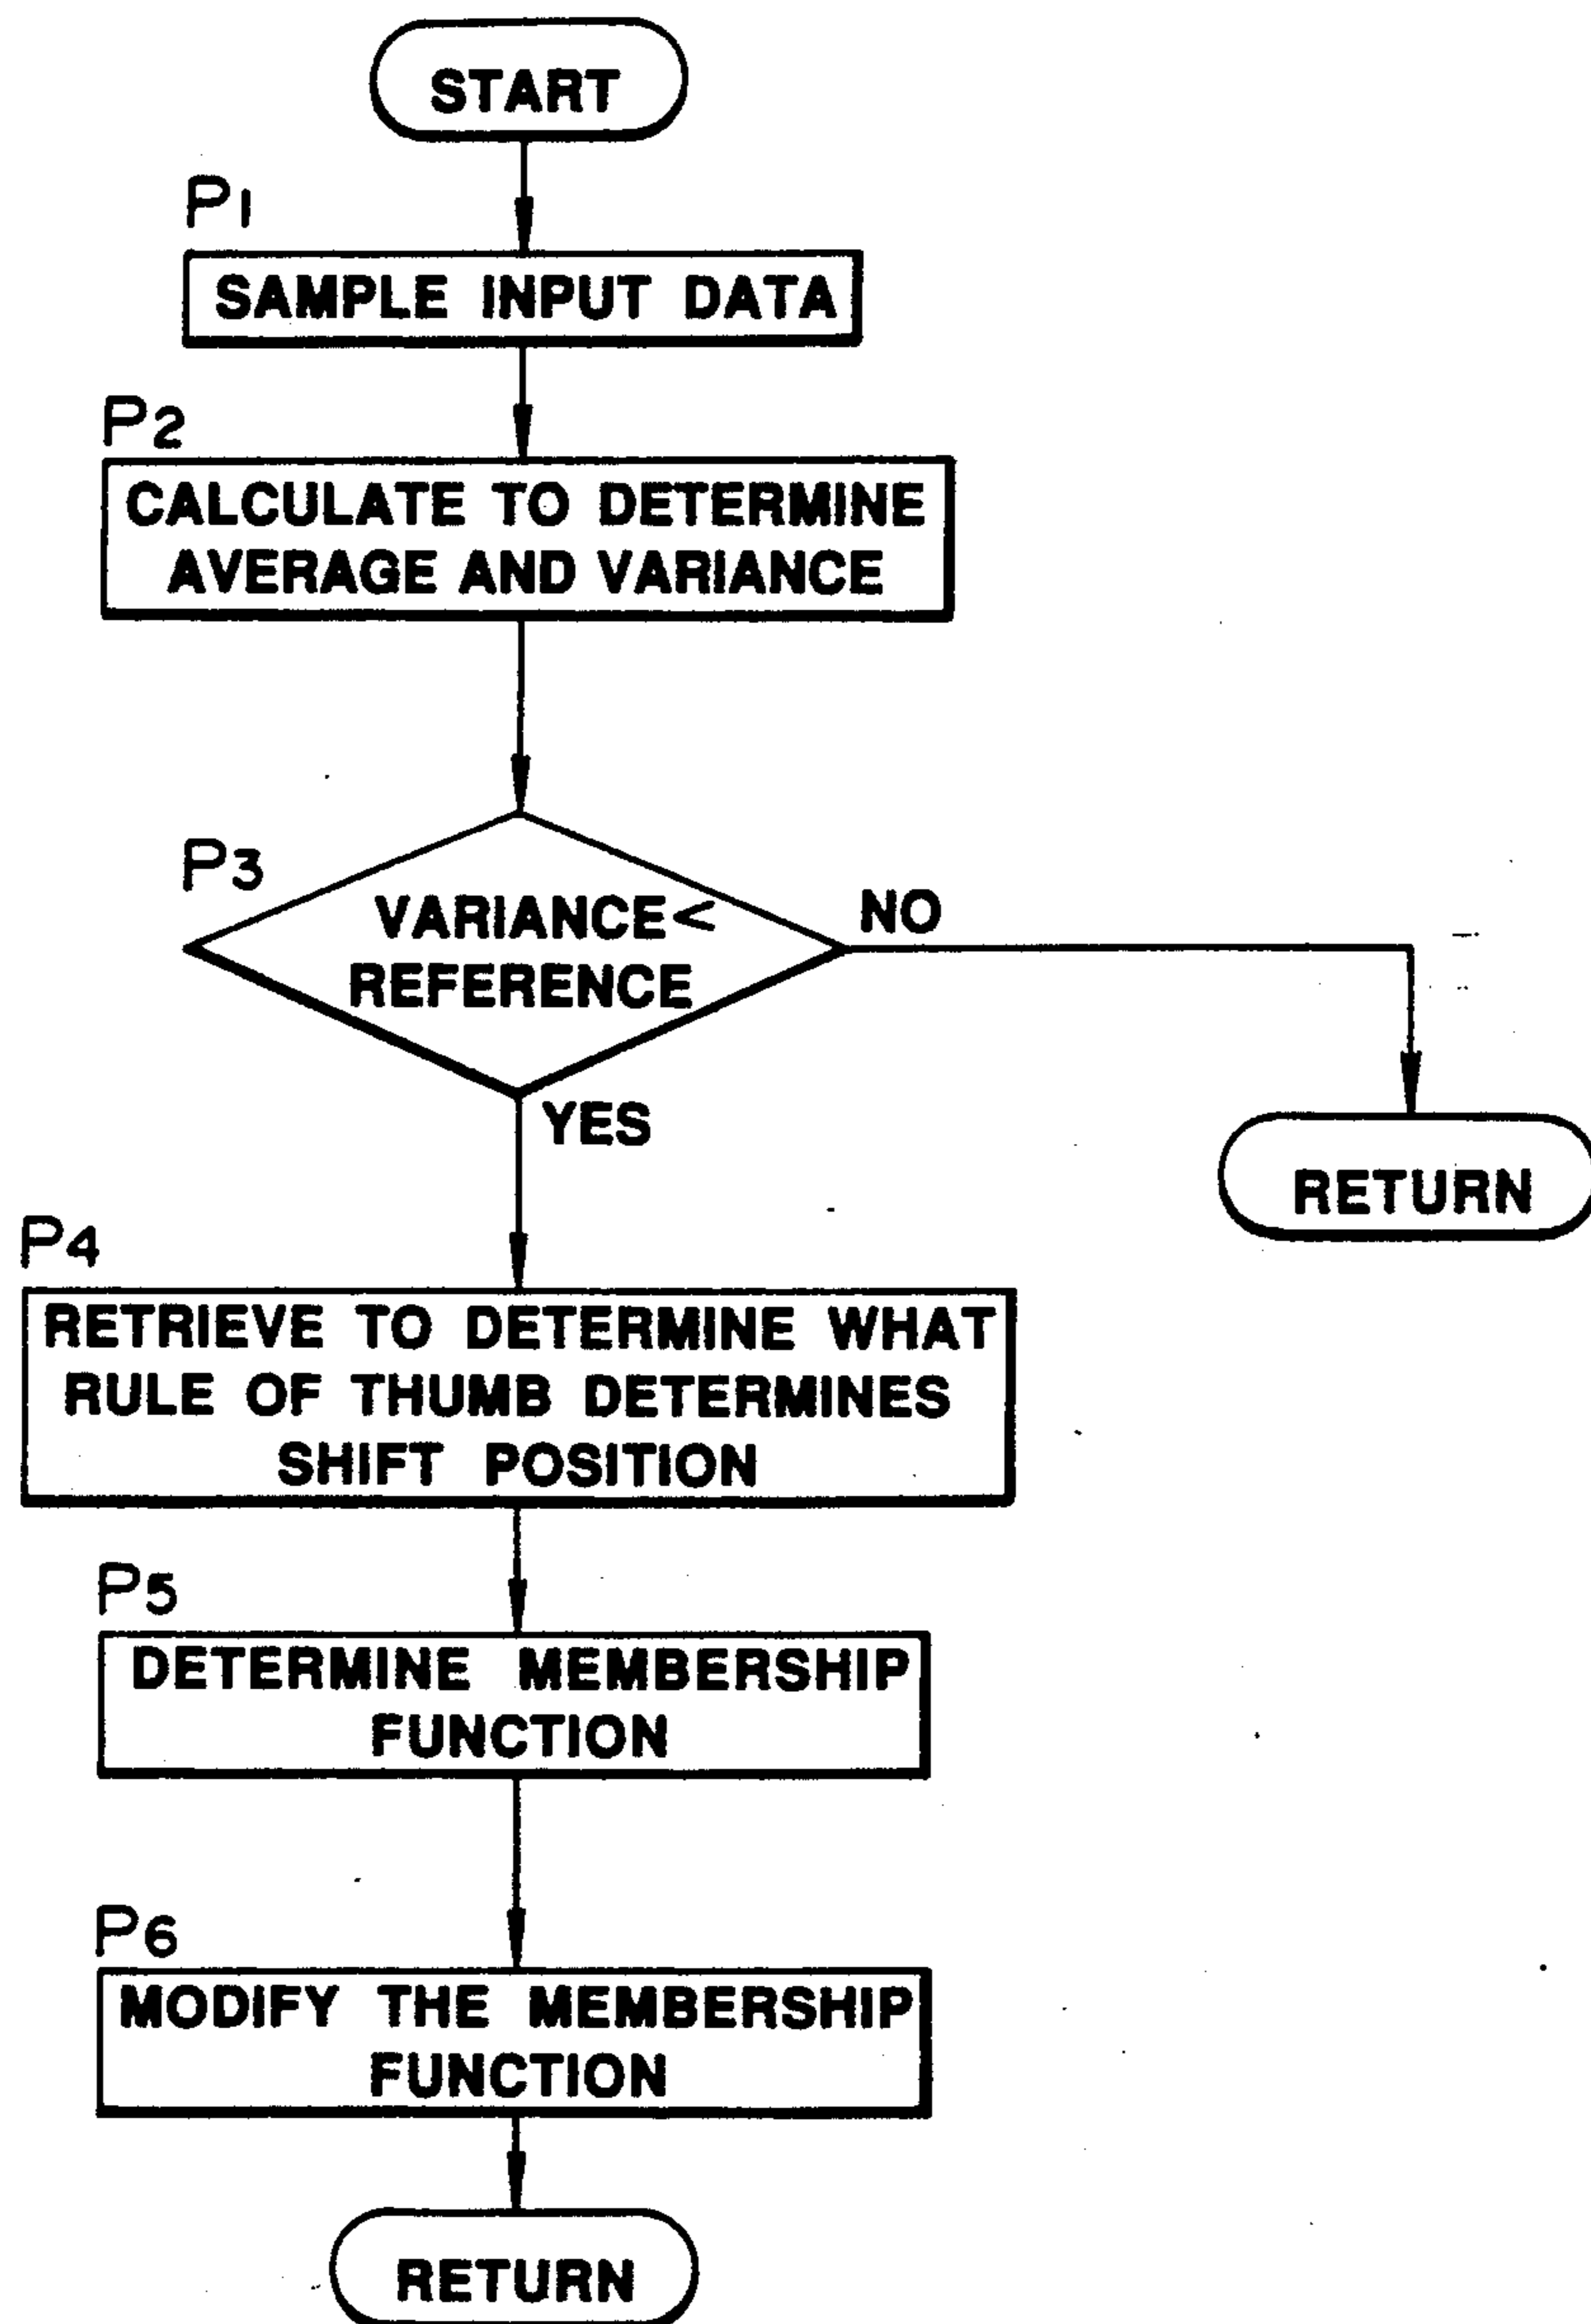 START
P1
SAMPLE INPUT DATA
P2
CALCULATE TO DETERMINE
AVERAGE AND VARIANCE
P3
VARIANCE<
REFERENCE
NO
YES
RETURN
P4
RETRIEVE TO DETERMINE WHAT
RULE OF THUMB DETERMINES
SHIFT POSITION
P5
DETERMINE MEMBERSHIP
FUNCTION
P6
MODIFY THE MEMBERSHIP
FUNCTION
RETURN